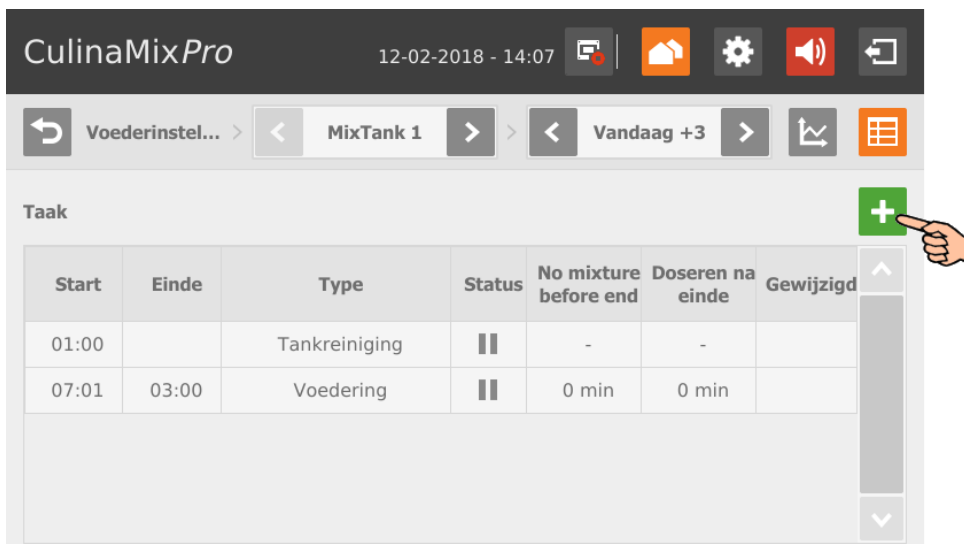 CulinaMixPro
12-02-2018 - 14:07
Voederinstel... > MixTank 1 > Vandaag +3
Taak
Start Einde Type Status No mixture before end Doseren na einde Gewijzigd
01:00 Tankreiniging - -
07:01 03:00 Voedering 0 min 0 min